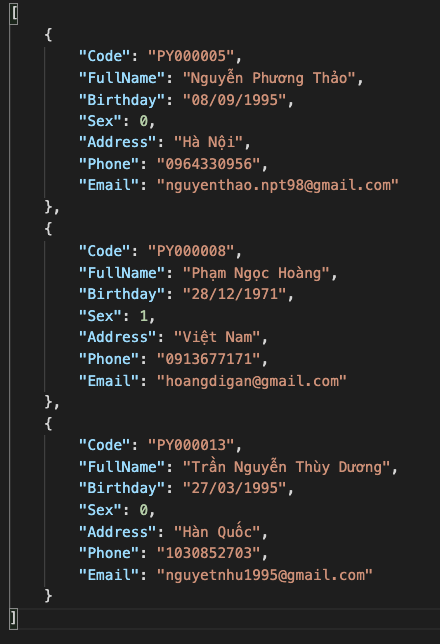 [
{
"Code": "PY000005",
"FullName": "Nguyễn Phương Thảo",
"Birthday": "08/09/1995",
"Sex": 0,
"Address": "Hà Nội",
"Phone": "0964330956",
"Email": "nguyenthao.npt98@gmail.com"
},
{
"Code": "PY000008",
"FullName": "Phạm Ngọc Hoàng",
"Birthday": "28/12/1971",
"Sex": 1,
"Address": "Việt Nam",
"Phone": "0913677171",
"Email": "hoangdigan@gmail.com"
},
{
"Code": "PY000013",
"FullName": "Trần Nguyễn Thùy Dương",
"Birthday": "27/03/1995",
"Sex": 0,
"Address": "Hàn Quốc",
"Phone": "1030852703",
"Email": "nguyetnhu1995@gmail.com"
}
]